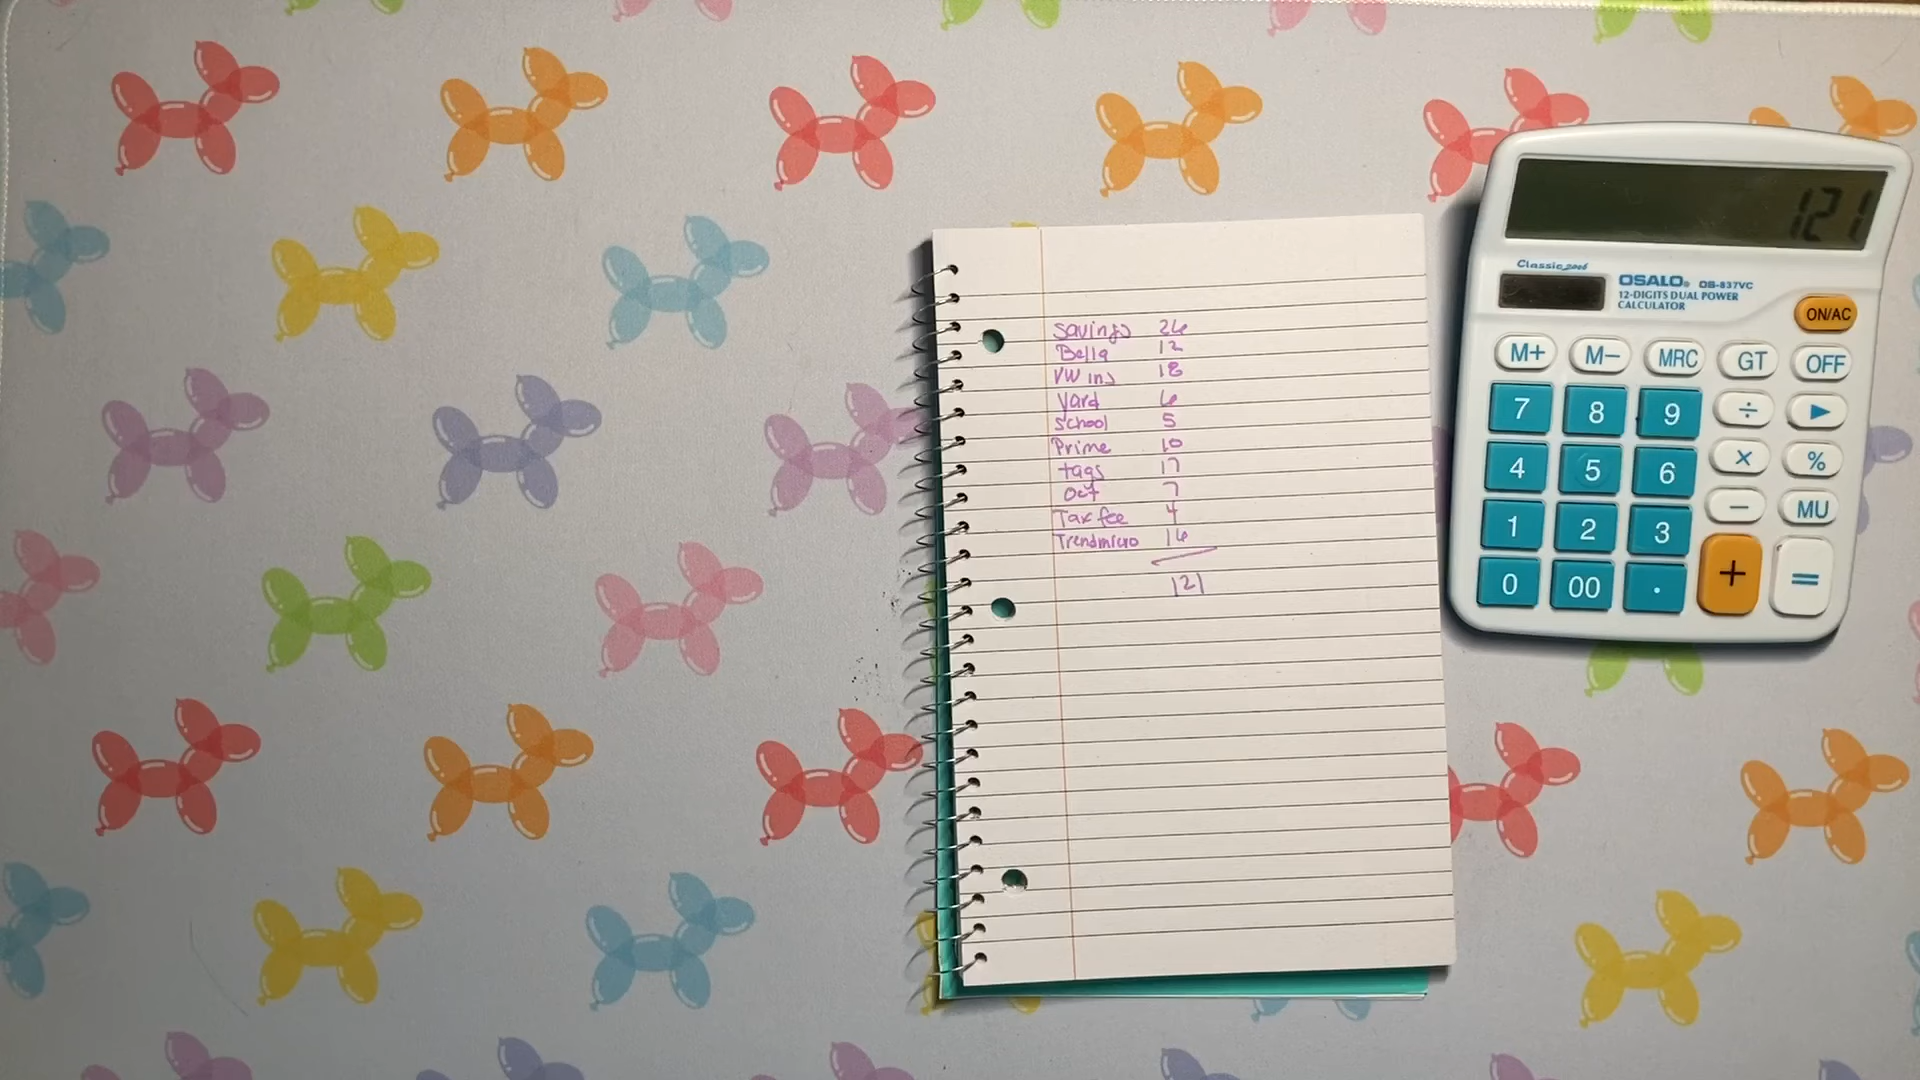 savings 26
Bella 12
VW ins 18
yard 6
school 5
Prime 10
tags 17
Oct 7
Tax fee 4
Trendmicro 16
121
121
Classic 2006
OSALO® OS-837VC
12-DIGITS DUAL POWER
CALCULATOR
ON/AC
M+ M− MRC GT OFF
7 8 9 ÷ ▶
4 5 6 × %
1 2 3 − MU
0 00 . + =